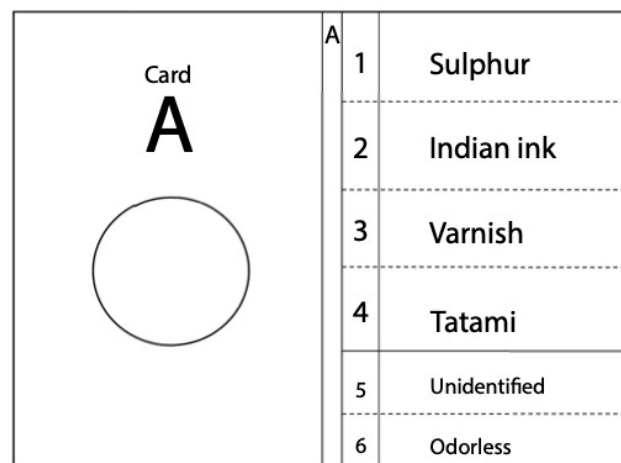 Card
A
A
1 Sulphur
2 Indian ink
3 Varnish
4 Tatami
5 Unidentified
6 Odorless